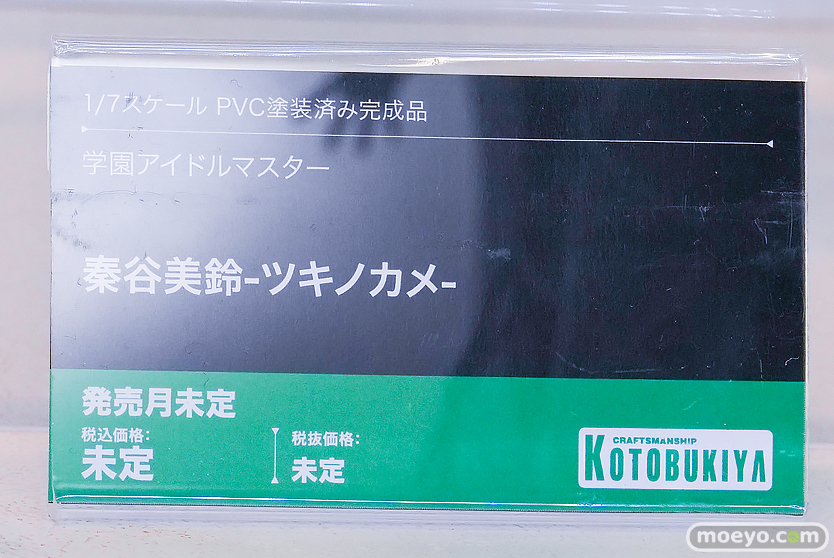 1/7スケール PVC塗装済み完成品
学園アイドルマスター
秦谷美鈴-ツキノカメ-
発売月未定
税込価格:
未定
税抜価格:
未定
CRAFTSMANSHIP
KOTOBUKIYA
moeyo.com